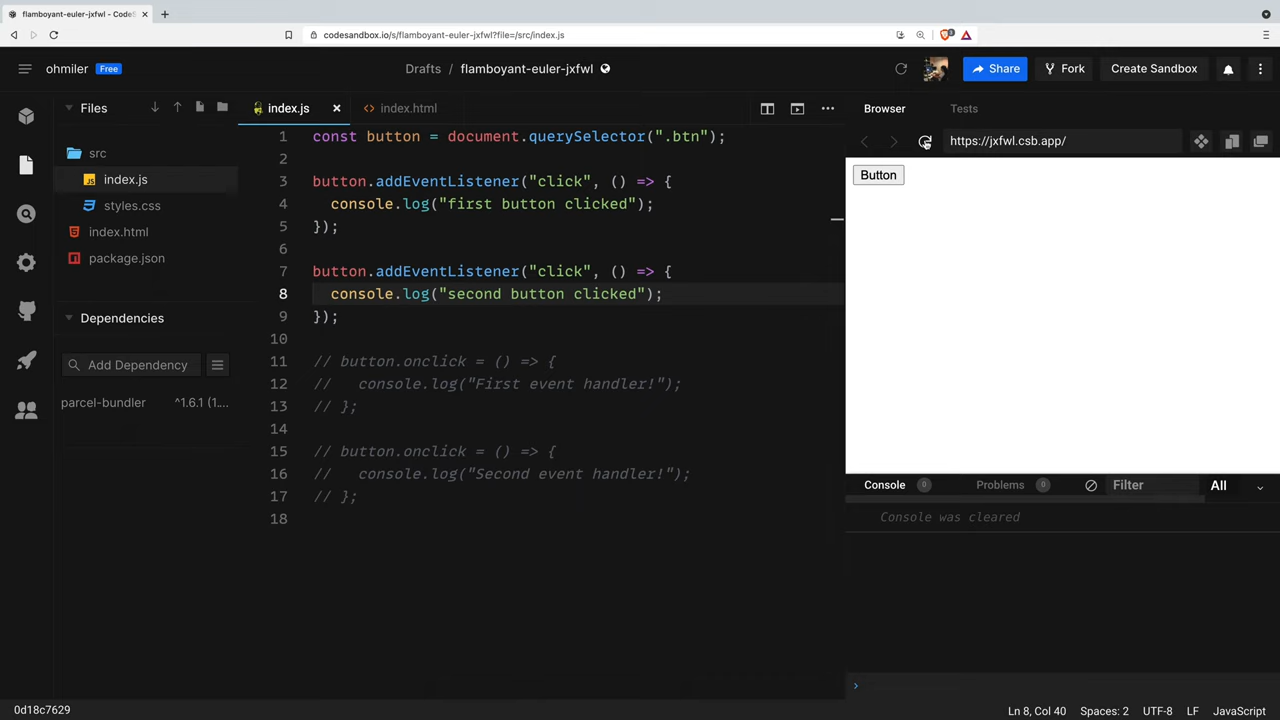 flamboyant-euler-jxfwl - CodeS
codesandbox.io/s/flamboyant-euler-jxfwl?file=/src/index.js
ohmiler Free
Drafts / flamboyant-euler-jxfwl
Share
Fork
Create Sandbox
Files
index.js
index.html
Browser
Tests
src
index.js
styles.css
index.html
package.json
Dependencies
Add Dependency
parcel-bundler ^1.6.1 (1....
1 const button = document.querySelector(".btn");
2
3 button.addEventListener("click", () => {
4 console.log("first button clicked");
5 });
6
7 button.addEventListener("click", () => {
8 console.log("second button clicked");
9 });
10
11 // button.onclick = () => {
12 // console.log("First event handler!");
13 // };
14
15 // button.onclick = () => {
16 // console.log("Second event handler!");
17 // };
18
https://jxfwl.csb.app/
Button
Console 0 Problems 0 Filter All
Console was cleared
0d18c7629
Ln 8, Col 40 Spaces: 2 UTF-8 LF JavaScript